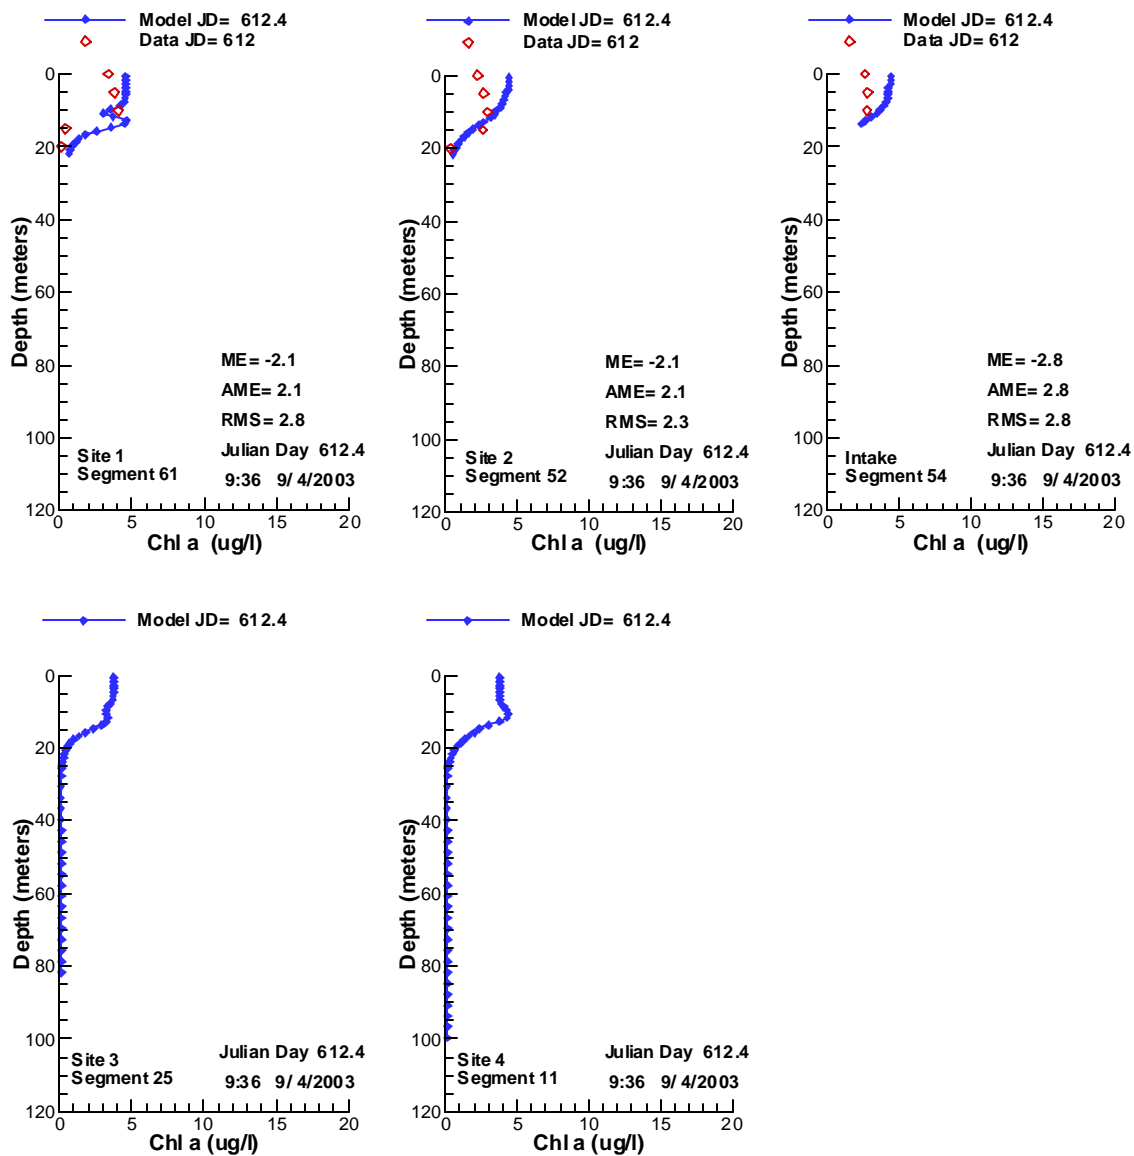 Model JD= 612.4
Data JD= 612
0
20
40
60
80
100
120
Depth (meters)
ME= -2.1
AME= 2.1
RMS= 2.8
Julian Day 612.4
9:36 9/4/2003
Site 1
Segment 61
0 5 10 15 20
Chl a (ug/l)
Model JD= 612.4
Data JD= 612
0
20
40
60
80
100
120
Depth (meters)
ME= -2.1
AME= 2.1
RMS= 2.3
Julian Day 612.4
9:36 9/4/2003
Site 2
Segment 52
0 5 10 15 20
Chl a (ug/l)
Model JD= 612.4
Data JD= 612
0
20
40
60
80
100
120
Depth (meters)
ME= -2.8
AME= 2.8
RMS= 2.8
Julian Day 612.4
9:36 9/4/2003
Intake
Segment 54
0 5 10 15 20
Chl a (ug/l)
Model JD= 612.4
0
20
40
60
80
100
120
Depth (meters)
Julian Day 612.4
9:36 9/4/2003
Site 3
Segment 25
0 5 10 15 20
Chl a (ug/l)
Model JD= 612.4
0
20
40
60
80
100
120
Depth (meters)
Julian Day 612.4
9:36 9/4/2003
Site 4
Segment 11
0 5 10 15 20
Chl a (ug/l)